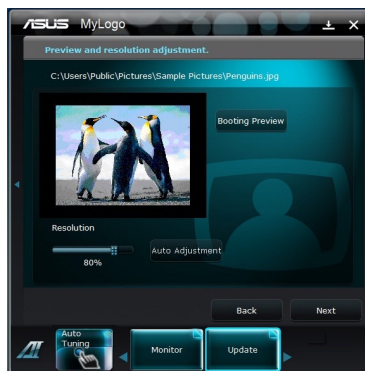 ASUS MyLogo
Preview and resolution adjustment.
C:\Users\Public\Pictures\Sample Pictures\Penguins.jpg
Booting Preview
Resolution
80%
Auto Adjustment
Back
Next
Auto
Tuning
Monitor
Update
AI